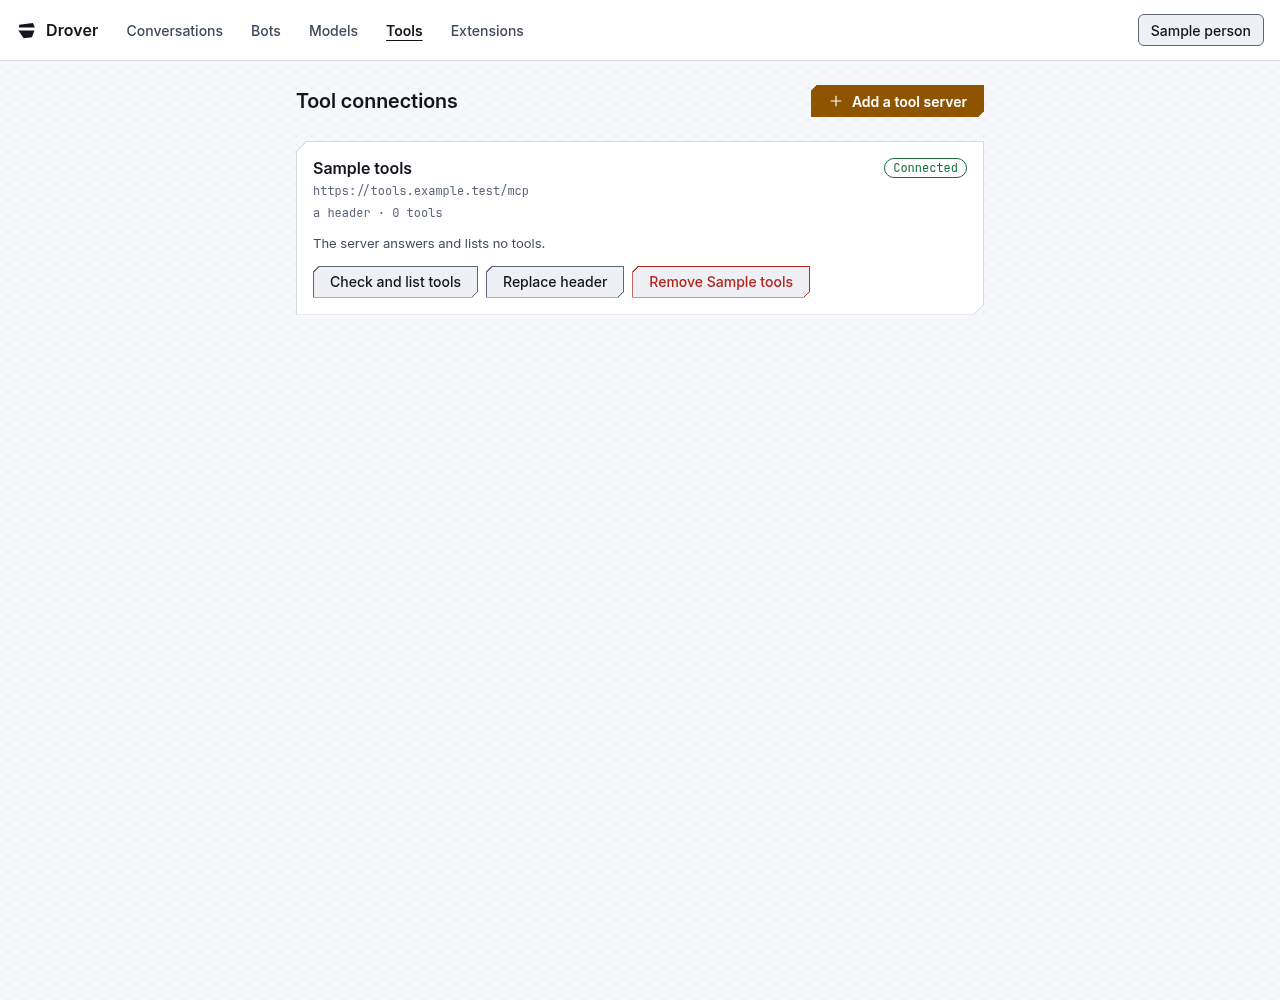 Drover
Conversations
Bots
Models
Tools
Extensions
Sample person
Tool connections
Add a tool server
Sample tools
Connected
https://tools.example.test/mcp
a header · 0 tools
The server answers and lists no tools.
Check and list tools
Replace header
Remove Sample tools